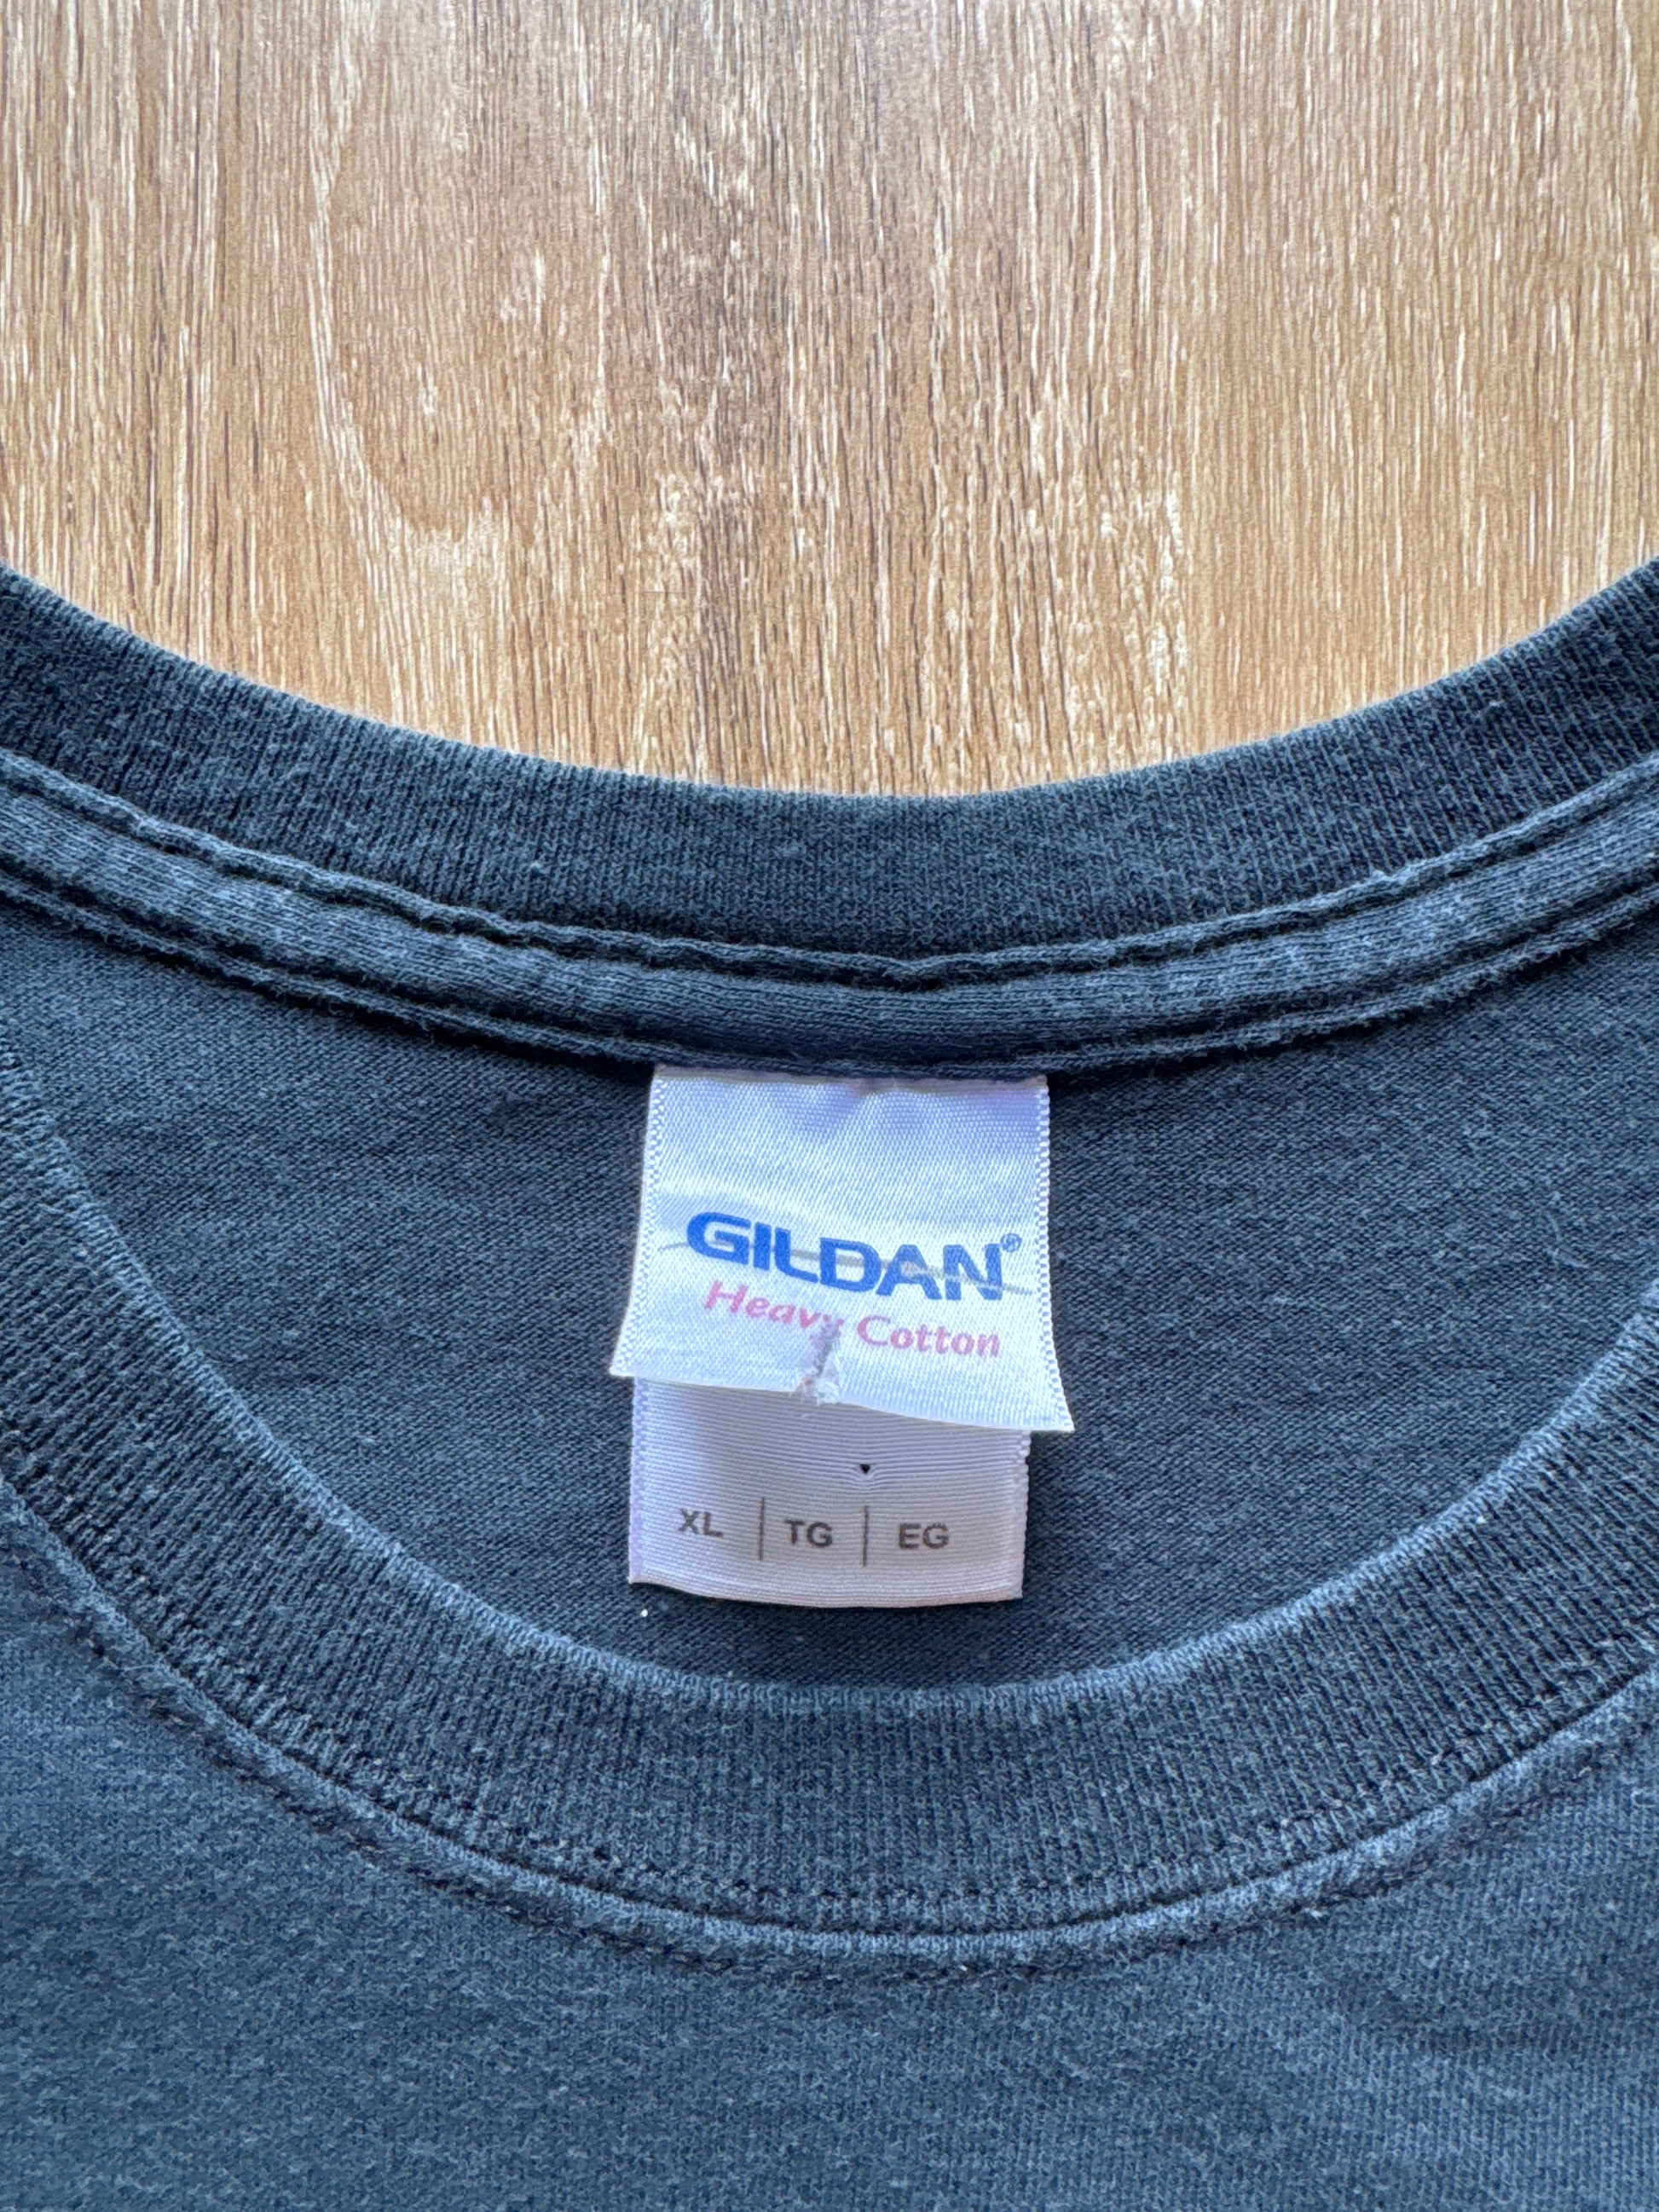 GILDAN®
Heavy Cotton
XL | TG | EG